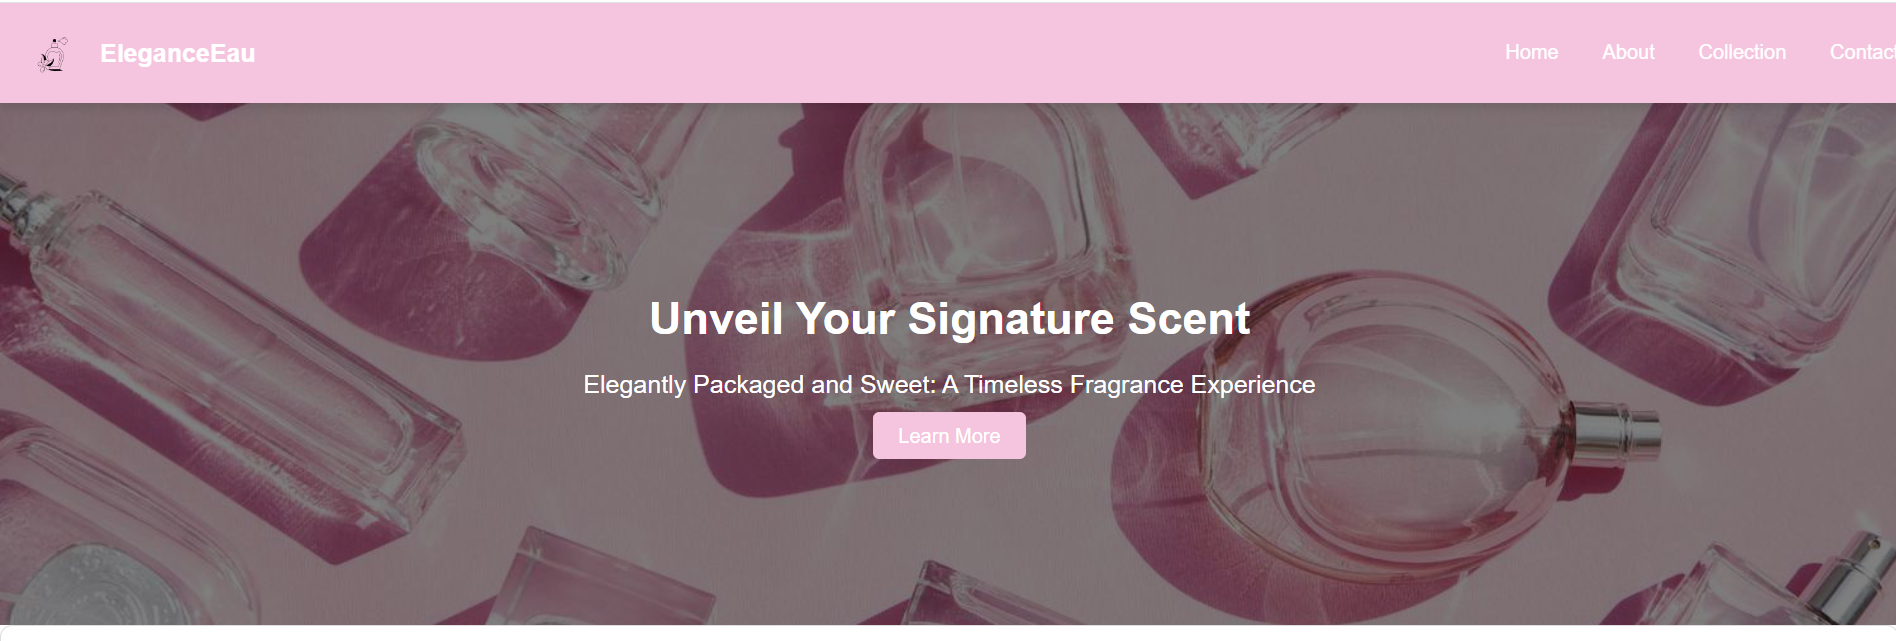 EleganceEau
Home About Collection Contact
Unveil Your Signature Scent
Elegantly Packaged and Sweet: A Timeless Fragrance Experience
Learn More